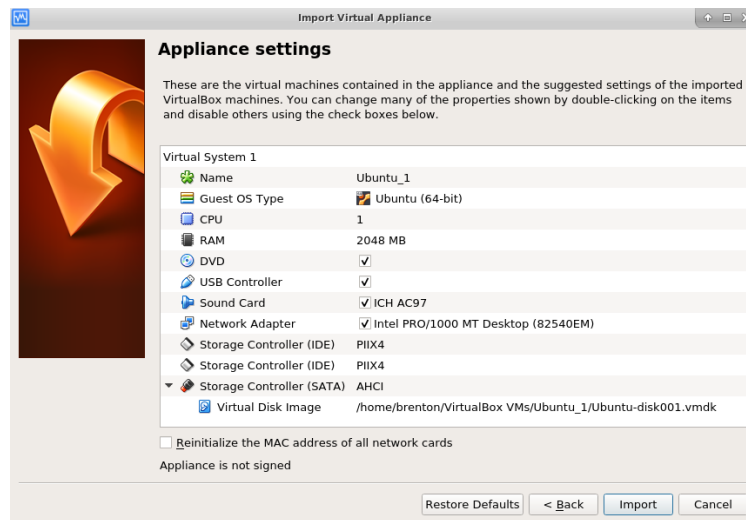 Import Virtual Appliance
Appliance settings
These are the virtual machines contained in the appliance and the suggested settings of the imported
VirtualBox machines. You can change many of the properties shown by double-clicking on the items
and disable others using the check boxes below.
Virtual System 1
Name Ubuntu_1
Guest OS Type Ubuntu (64-bit)
CPU 1
RAM 2048 MB
DVD
USB Controller
Sound Card ICH AC97
Network Adapter Intel PRO/1000 MT Desktop (82540EM)
Storage Controller (IDE) PIIX4
Storage Controller (IDE) PIIX4
Storage Controller (SATA) AHCI
Virtual Disk Image /home/brenton/VirtualBox VMs/Ubuntu_1/Ubuntu-disk001.vmdk
Reinitialize the MAC address of all network cards
Appliance is not signed
Restore Defaults < Back Import Cancel